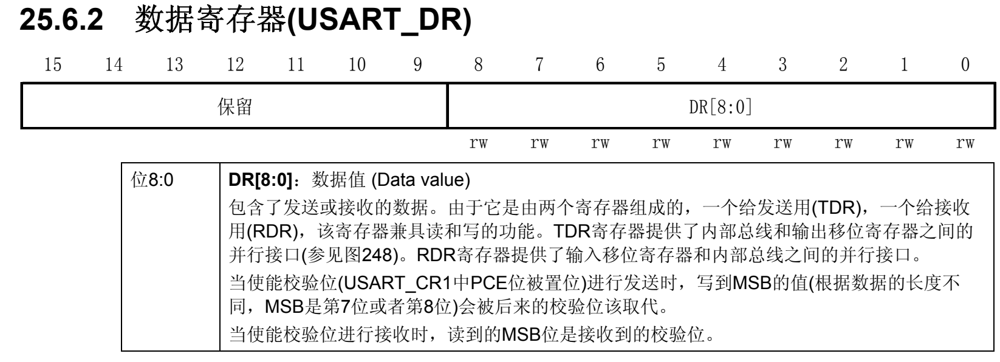 25.6.2 数据寄存器(USART_DR)
15 14 13 12 11 10 9 8 7 6 5 4 3 2 1 0
保留 DR[8:0]
rw rw rw rw rw rw rw rw rw
位8:0 DR[8:0]：数据值 (Data value)
包含了发送或接收的数据。由于它是由两个寄存器组成的，一个给发送用(TDR)，一个给接收
用(RDR)，该寄存器兼具读和写的功能。TDR寄存器提供了内部总线和输出移位寄存器之间的
并行接口(参见图248)。RDR寄存器提供了输入移位寄存器和内部总线之间的并行接口。
当使能校验位(USART_CR1中PCE位被置位)进行发送时，写到MSB的值(根据数据的长度不
同，MSB是第7位或者第8位)会被后来的校验位该取代。
当使能校验位进行接收时，读到的MSB位是接收到的校验位。